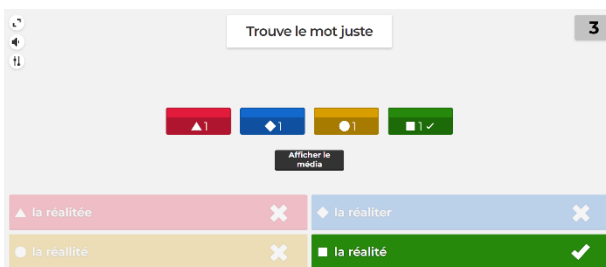 Trouve le mot juste
3
1
1
1
1
Afficher le
média
la réalitée
la réaliter
la réallité
la réalité